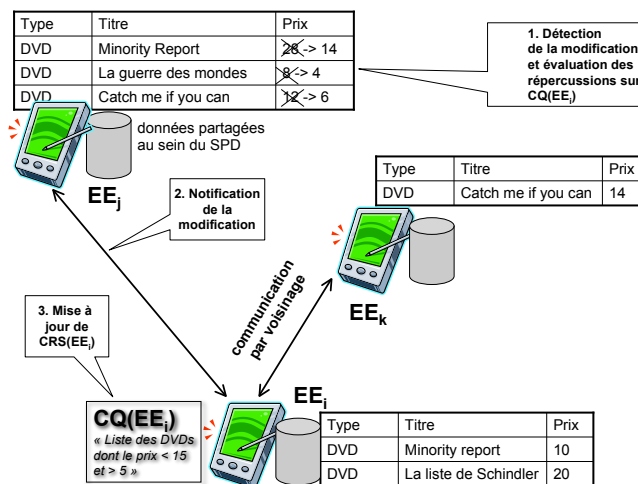 Type Titre Prix
DVD Minority Report 28 -> 14
DVD La guerre des mondes 8 -> 4
DVD Catch me if you can 12 -> 6
1. Détection
de la modification
et évaluation des
répercussions sur
CQ(EEi)
données partagées
au sein du SPD
EEj
2. Notification
de la
modification
Type Titre Prix
DVD Catch me if you can 14
EEk
communication
par voisinage
3. Mise à
jour de
CRS(EEi)
EEi
CQ(EEi)
« Liste des DVDs
dont le prix < 15
et > 5 »
Type Titre Prix
DVD Minority report 10
DVD La liste de Schindler 20